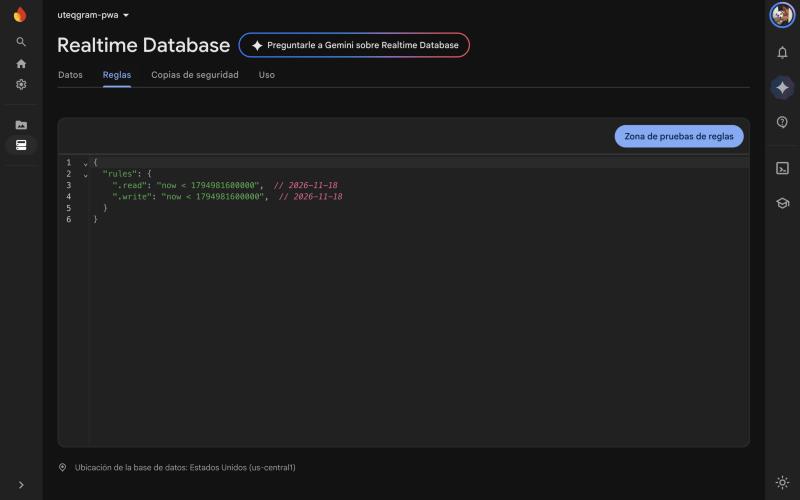 uteqgram-pwa
Realtime Database
Preguntarle a Gemini sobre Realtime Database
Datos
Reglas
Copias de seguridad
Uso
Zona de pruebas de reglas
1 {
2 "rules": {
3 ".read": "now < 1794981600000", // 2026-11-18
4 ".write": "now < 1794981600000", // 2026-11-18
5 }
6 }
Ubicación de la base de datos: Estados Unidos (us-central1)